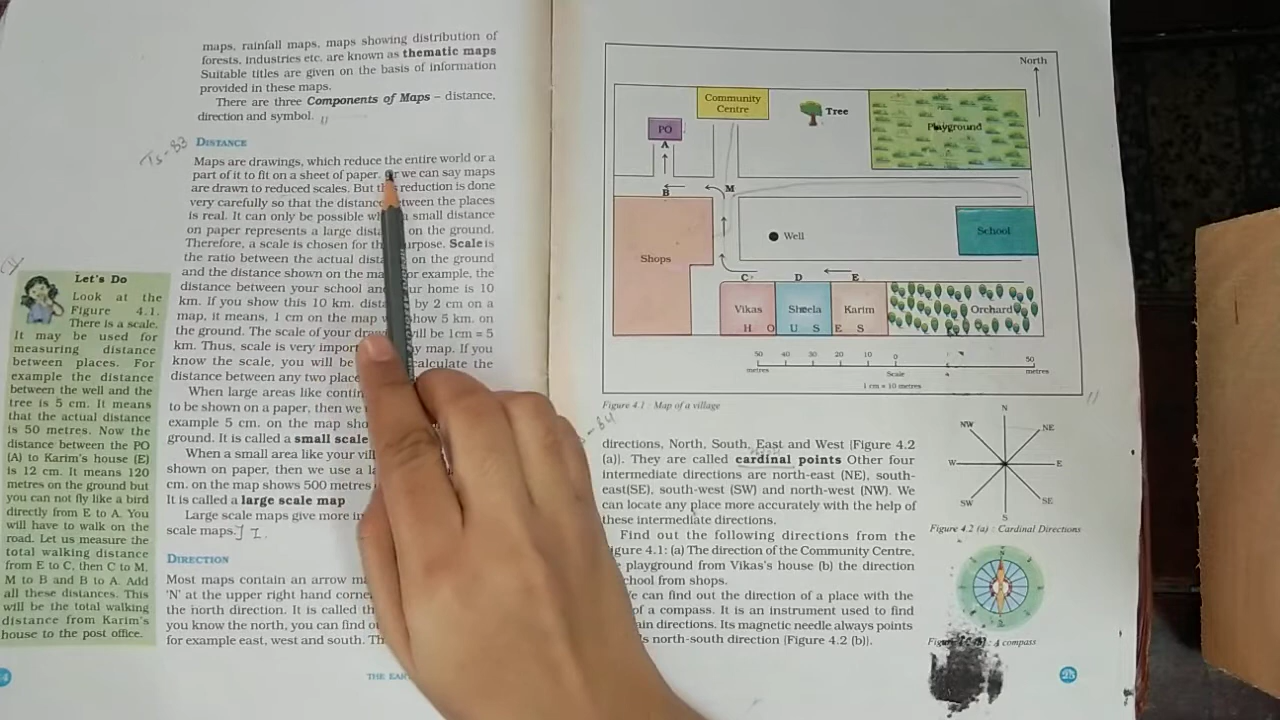 maps, rainfall maps, maps showing distribution of
forests, industries etc. are known as thematic maps
Suitable titles are given on the basis of information
provided in these maps.
There are three Components of Maps – distance,
direction and symbol.
Ts-83
DISTANCE
Maps are drawings, which reduce the entire world or a
part of it to fit on a sheet of paper. Or we can say maps
are drawn to reduced scales. But this reduction is done
very carefully so that the distance between the places
is real. It can only be possible when a small distance
on paper represents a large distance on the ground.
Therefore, a scale is chosen for this purpose. Scale is
the ratio between the actual distance on the ground
and the distance shown on the map. For example, the
distance between your school and your home is 10
km. If you show this 10 km. distance by 2 cm on a
map, it means, 1 cm on the map will show 5 km. on
the ground. The scale of your drawing will be 1cm = 5
km. Thus, scale is very important in any map. If you
know the scale, you will be calculate the
distance between any two place
When large areas like contin
to be shown on a paper, then we
example 5 cm. on the map sho
ground. It is called a small scale
When a small area like your vil
shown on paper, then we use a la
cm. on the map shows 500 metres
It is called a large scale map
Large scale maps give more in
scale maps.
DIRECTION
Most maps contain an arrow ma
'N' at the upper right hand corne
the north direction. It is called th
you know the north, you can find ou
for example east, west and south. Th
Let's Do
Look at the
Figure 4.1.
There is a scale.
It may be used for
measuring distance
between places. For
example the distance
between the well and the
tree is 5 cm. It means
that the actual distance
is 50 metres. Now the
distance between the PO
(A) to Karim's house (E)
is 12 cm. It means 120
metres on the ground but
you can not fly like a bird
directly from E to A. You
will have to walk on the
road. Let us measure the
total walking distance
from E to C, then C to M,
M to B and B to A. Add
all these distances. This
will be the total walking
distance from Karim's
house to the post office.
THE EAR
North
Community
Centre
Tree
Playground
PO
A
B
M
School
Well
Shops
C
D
E
Vikas
Sheela
Karim
Orchard
H O U S E S
50 40 30 20 10 0 50
metres metres
Scale
1 cm = 10 metres
Figure 4.1 : Map of a village
directions, North, South, East and West [Figure 4.2
(a)]. They are called cardinal points Other four
intermediate directions are north-east (NE), south-
east(SE), south-west (SW) and north-west (NW). We
can locate any place more accurately with the help of
these intermediate directions.
Find out the following directions from the
igure 4.1: (a) The direction of the Community Centre,
playground from Vikas's house (b) the direction
chool from shops.
e can find out the direction of a place with the
of a compass. It is an instrument used to find
ain directions. Its magnetic needle always points
s north-south direction [Figure 4.2 (b)].
N
NW
NE
W
E
SW
SE
S
Figure 4.2 (a) : Cardinal Directions
A compass
25